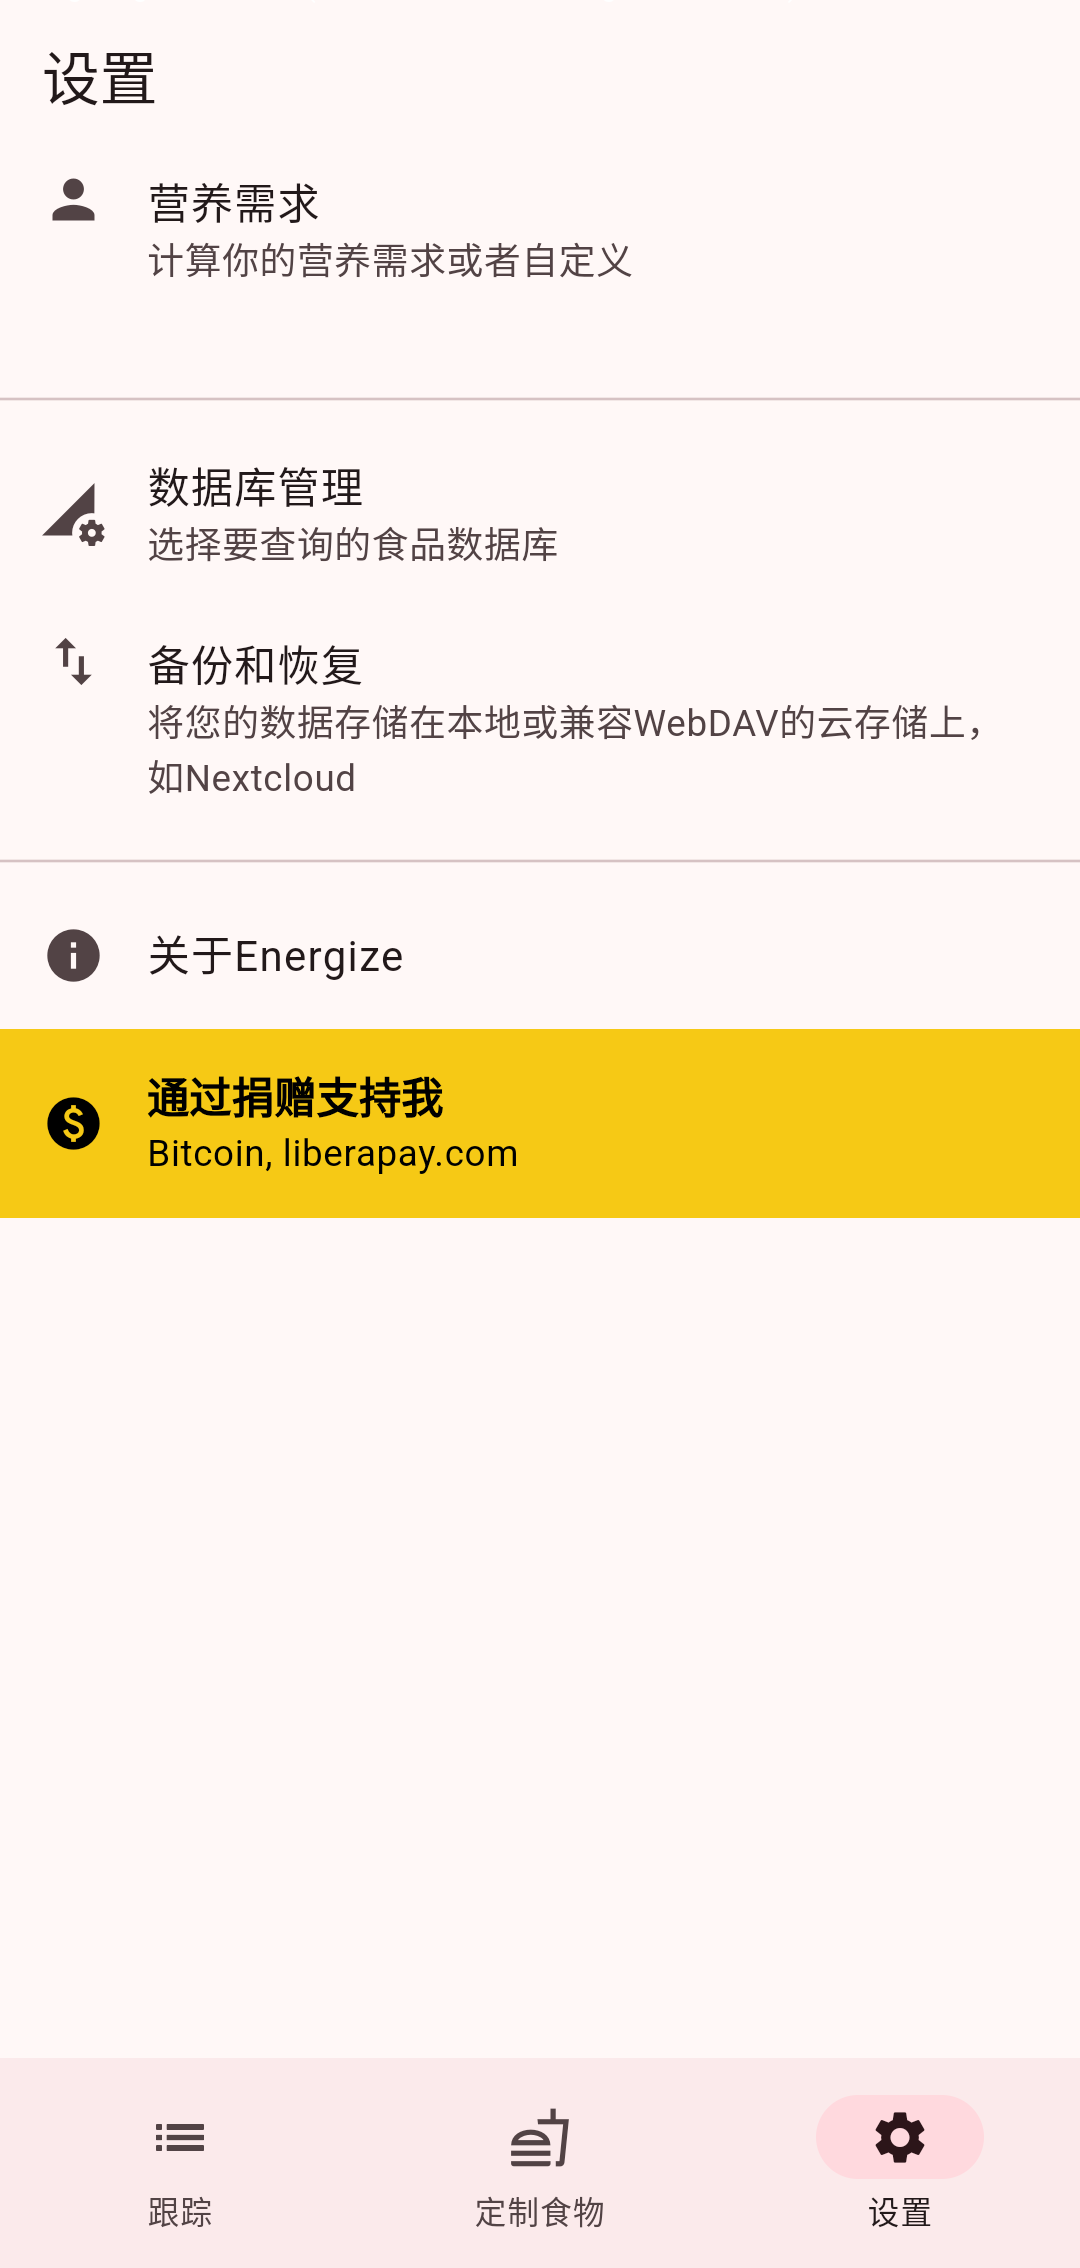 设置
营养需求
计算你的营养需求或者自定义
数据库管理
选择要查询的食品数据库
备份和恢复
将您的数据存储在本地或兼容WebDAV的云存储上，
如Nextcloud
关于Energize
通过捐赠支持我
Bitcoin, liberapay.com
跟踪
定制食物
设置